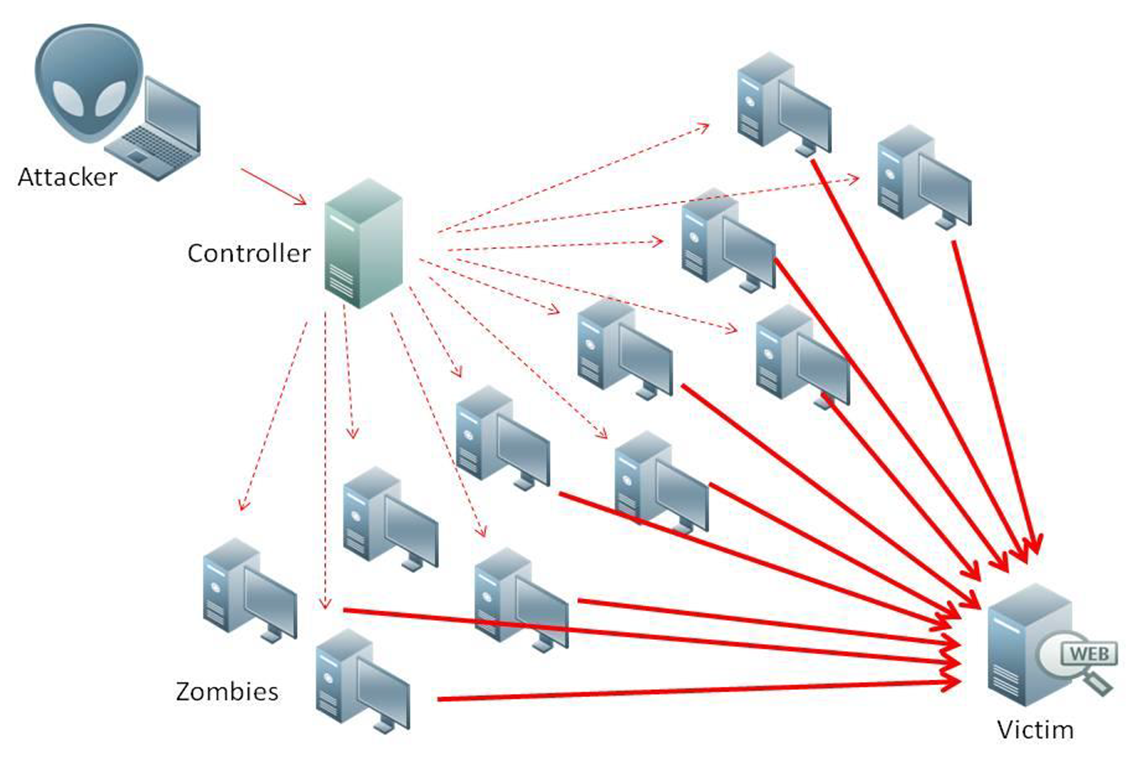 Attacker
Controller
WEB
Zombies
Victim